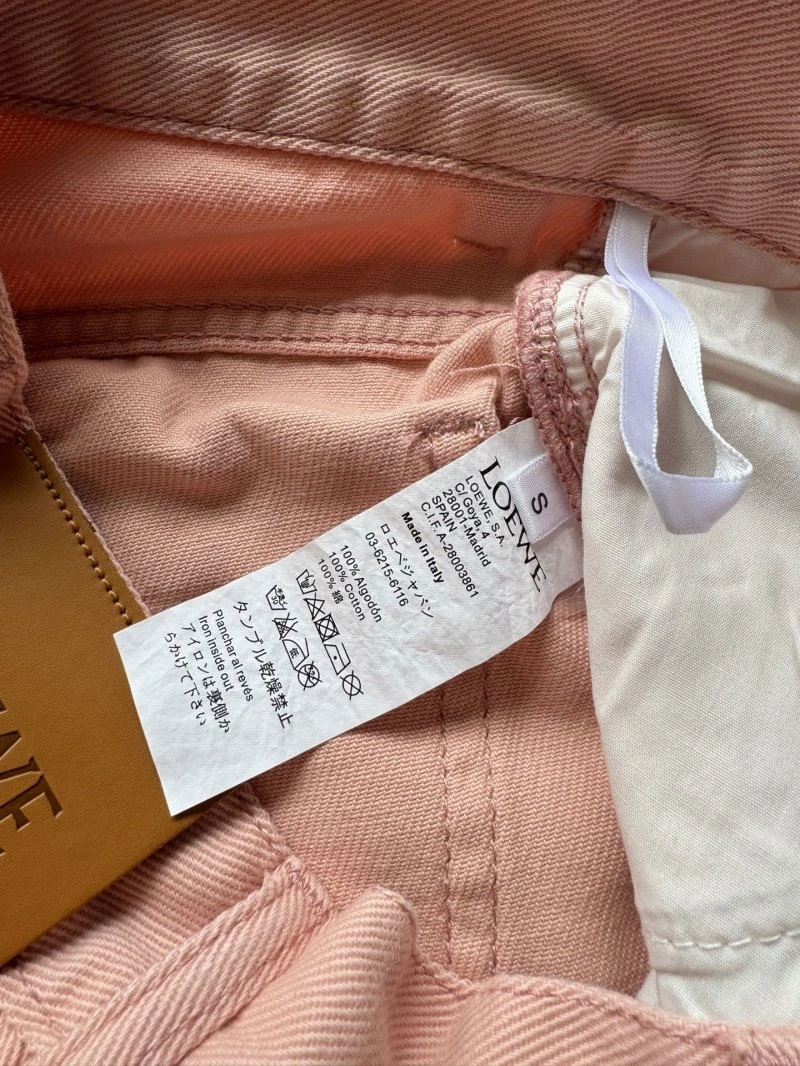 LOEWE
S
LOEWE, S.A.
C/Goya, 4
28001-Madrid
SPAIN
C.I.F.A-28003861
Made in Italy
ロエベジャパン
03-6215-6116
100% Algodón
100% Cotton
100% 綿
タンブル乾燥禁止
Planchar al revés
Iron inside out
アイロンは裏側か
らかけて下さい